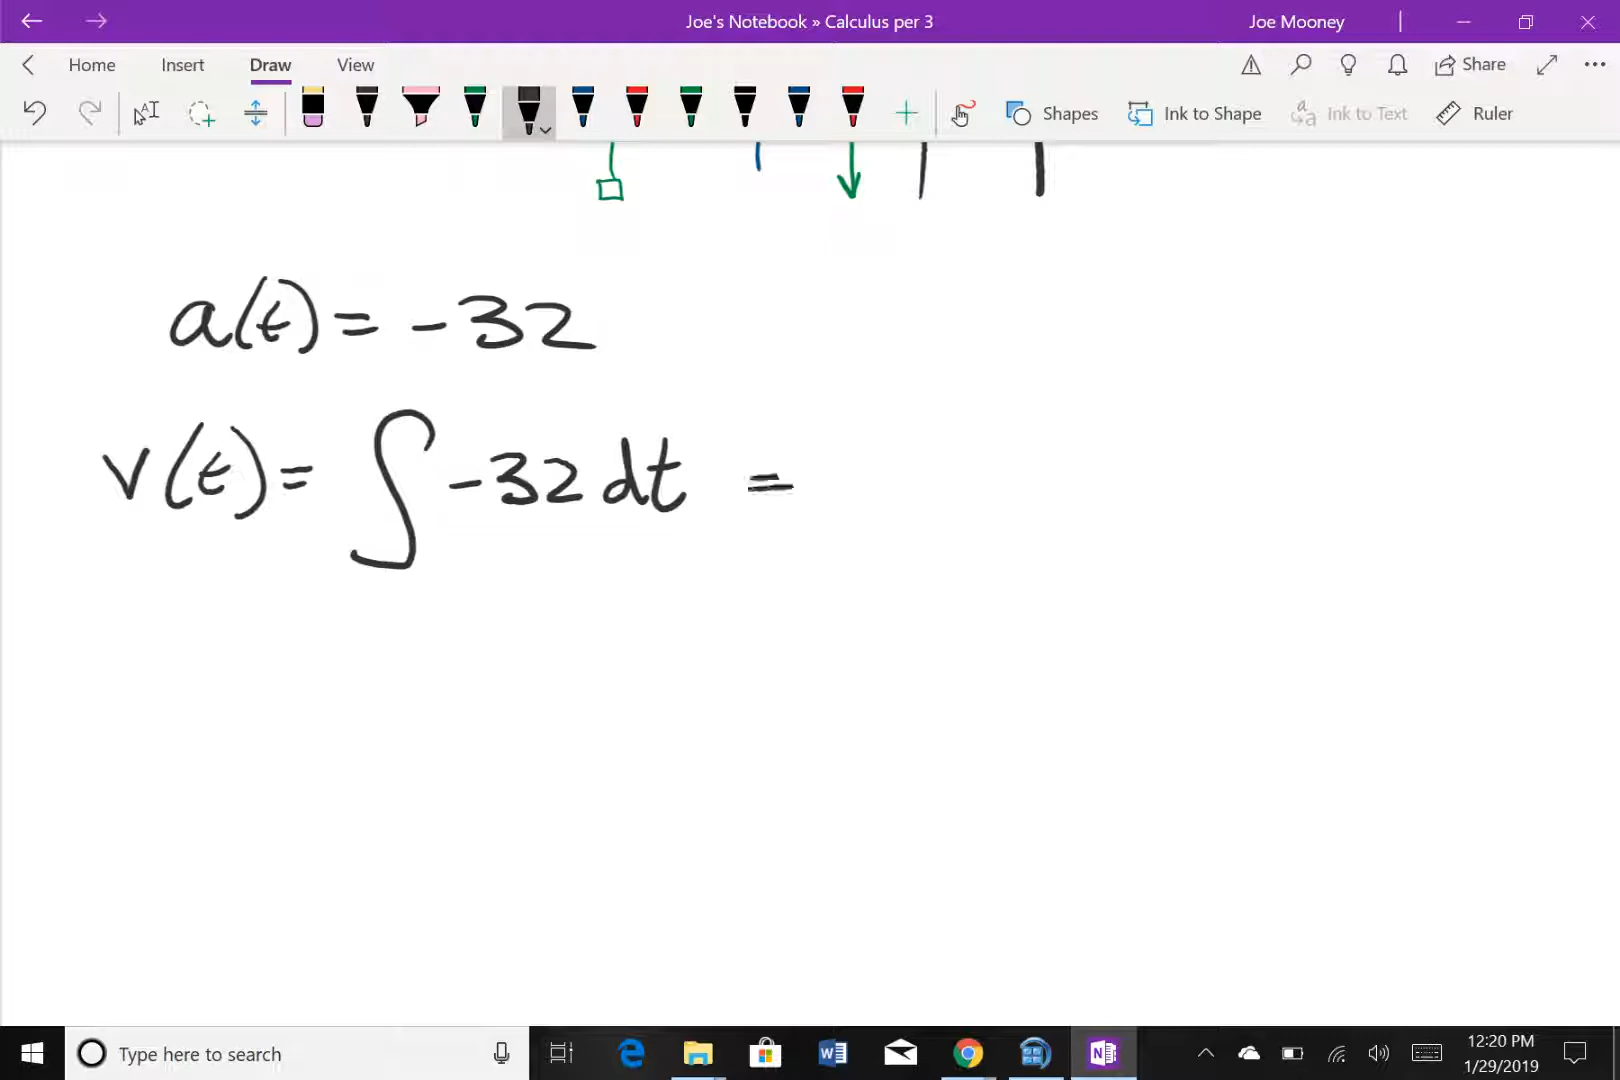 Joe's Notebook » Calculus per 3
Joe Mooney
Home Insert Draw View
Share
Shapes Ink to Shape Ink to Text Ruler
a(t) = -32
v(t) = ∫ -32 dt =
Type here to search
12:20 PM
1/29/2019